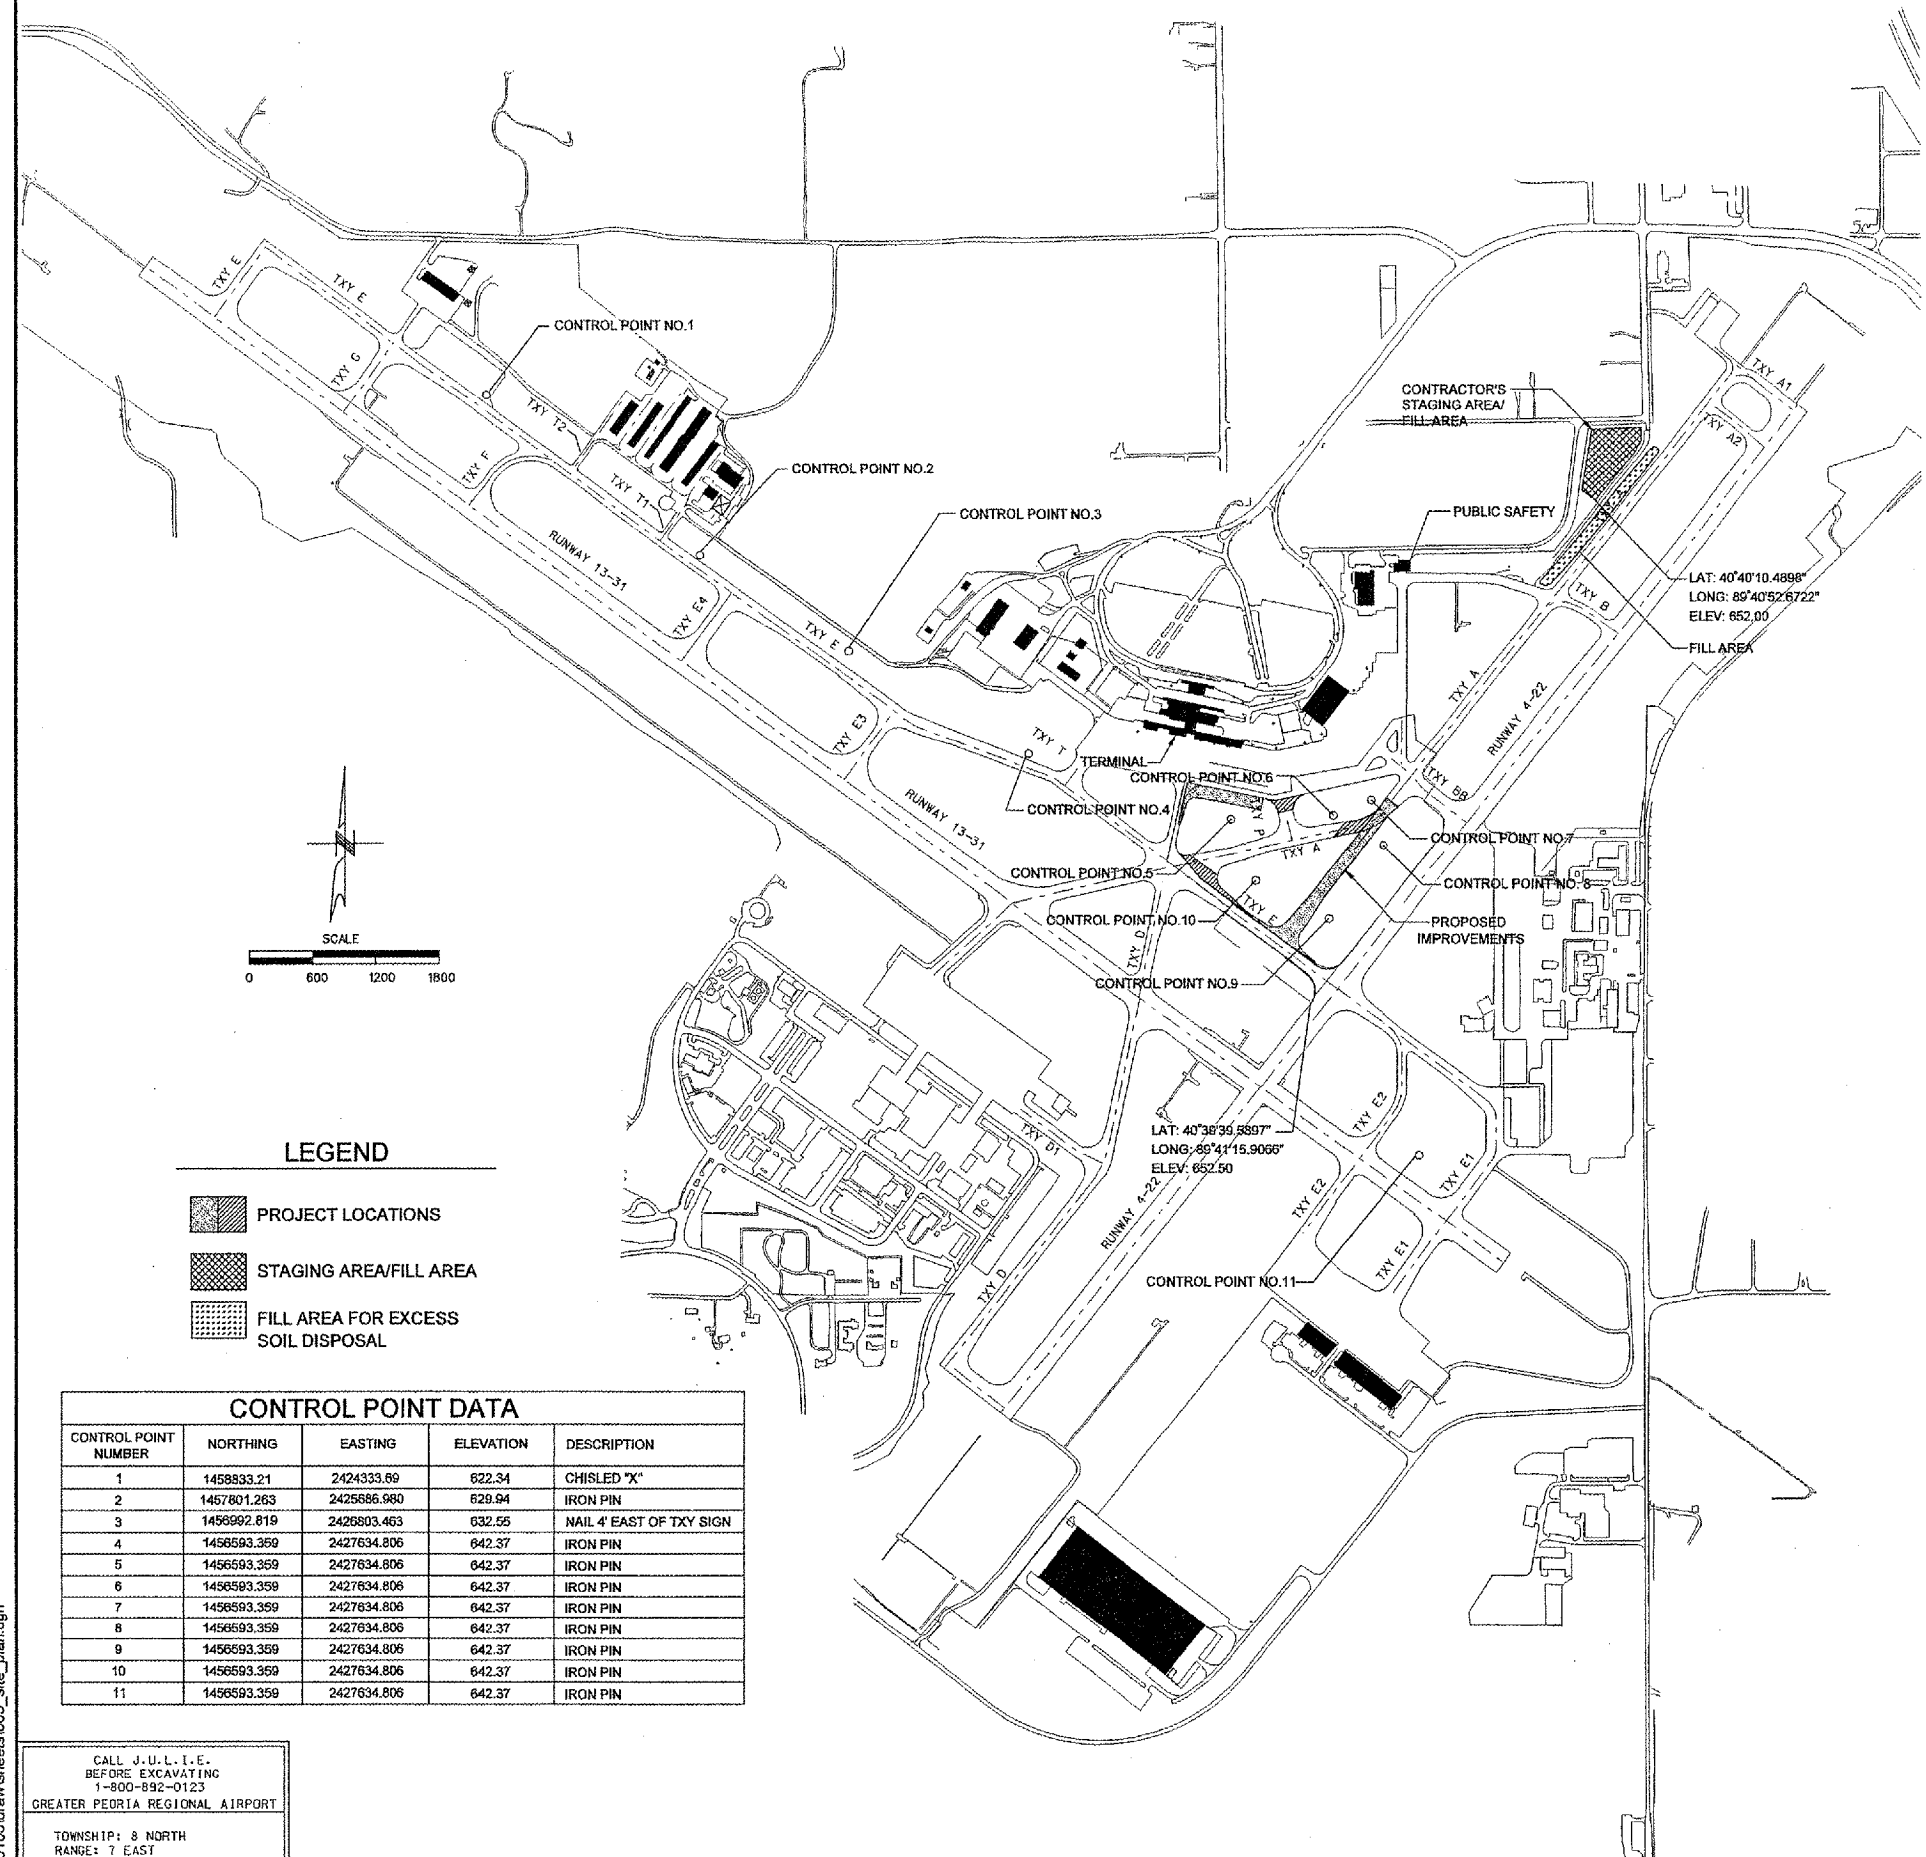 CONTROL POINT NO.1
CONTROL POINT NO.2
CONTROL POINT NO.3
TXY E
TXY E
TXY G
TXY F
TXY T2
TXY T1
RUNWAY 13-31
TXY E4
TXY E
TXY E3
TXY T
RUNWAY 13-31
CONTRACTOR'S
STAGING AREA/
FILL AREA
PUBLIC SAFETY
TXY A1
TXY A2
TXY B
LAT: 40°40'10.4898"
LONG: 89°40'52.6722"
ELEV: 652.00
FILL AREA
TXY A
RUNWAY 4-22
TXY BB
TERMINAL
CONTROL POINT NO.6
CONTROL POINT NO.4
CONTROL POINT NO.7
TXY P
TXY A
CONTROL POINT NO.5
CONTROL POINT NO. 8
CONTROL POINT NO.10
TXY E
TXY D
PROPOSED
IMPROVEMENTS
CONTROL POINT NO.9
SCALE
0 600 1200 1800
LAT: 40°39'39.5897"
LONG: 89°41'15.9066"
ELEV: 652.50
TXY D1
TXY E2
TXY E1
RUNWAY 4-22
TXY E2
TXY E1
TXY D
CONTROL POINT NO.11
LEGEND
PROJECT LOCATIONS
STAGING AREA/FILL AREA
FILL AREA FOR EXCESS
SOIL DISPOSAL
CONTROL POINT DATA
CONTROL POINT
NUMBER NORTHING EASTING ELEVATION DESCRIPTION
1 1458833.21 2424333.69 622.34 CHISLED "X"
2 1457801.263 2425686.980 629.94 IRON PIN
3 1456992.819 2426803.463 632.55 NAIL 4' EAST OF TXY SIGN
4 1456593.359 2427634.806 642.37 IRON PIN
5 1456593.359 2427634.806 642.37 IRON PIN
6 1456593.359 2427634.806 642.37 IRON PIN
7 1456593.359 2427634.806 642.37 IRON PIN
8 1456593.359 2427634.806 642.37 IRON PIN
9 1456593.359 2427634.806 642.37 IRON PIN
10 1456593.359 2427634.806 642.37 IRON PIN
11 1456593.359 2427634.806 642.37 IRON PIN
CALL J.U.L.I.E.
BEFORE EXCAVATING
1-800-892-0123
GREATER PEORIA REGIONAL AIRPORT
TOWNSHIP: 8 NORTH
RANGE: 7 EAST